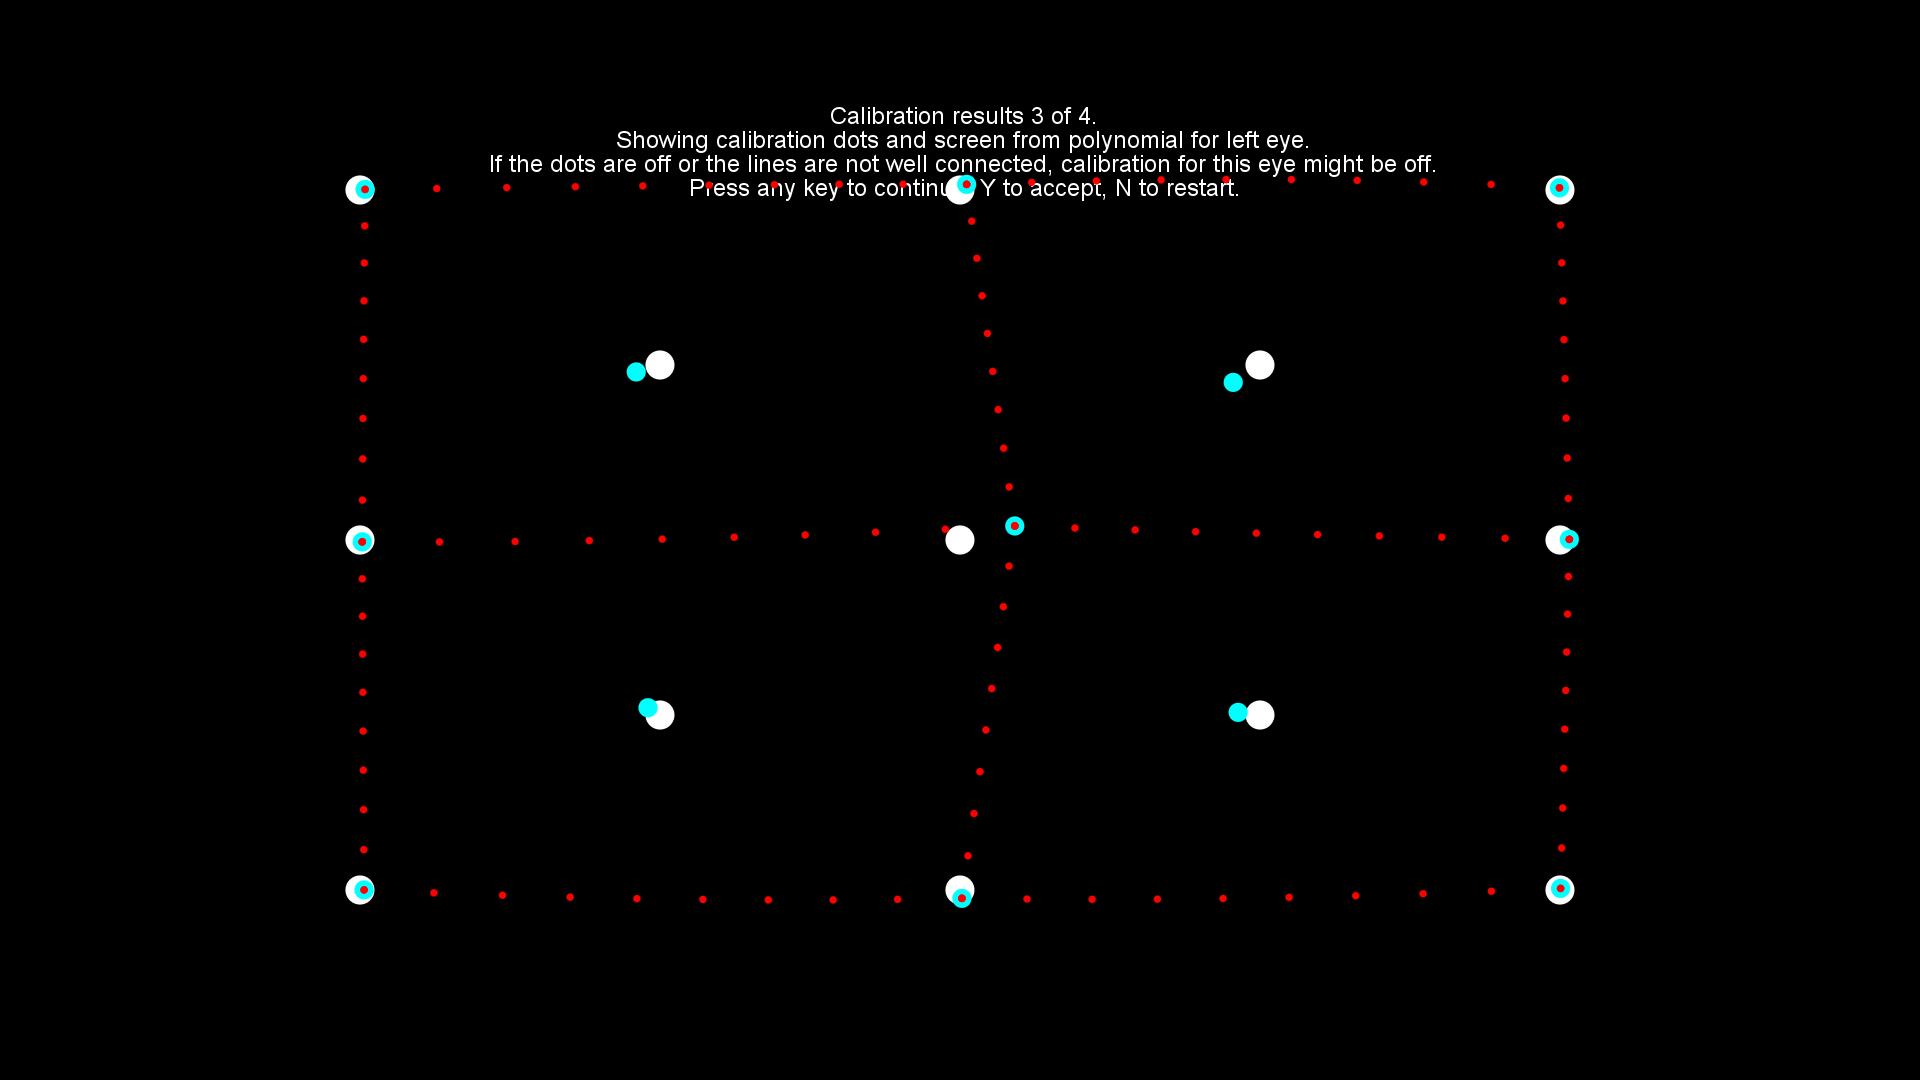 Calibration results 3 of 4.
Showing calibration dots and screen from polynomial for left eye.
If the dots are off or the lines are not well connected, calibration for this eye might be off.
Press any key to continue, Y to accept, N to restart.